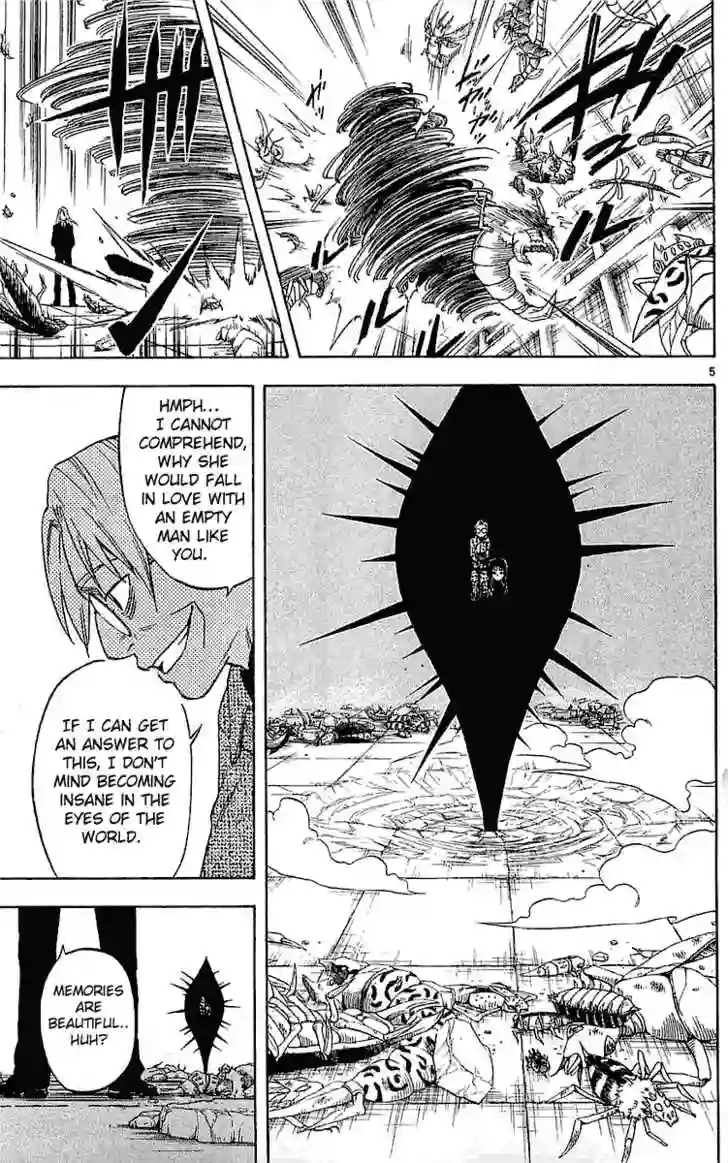 5
HMPH...
I CANNOT
COMPREHEND,
WHY SHE
WOULD FALL
IN LOVE WITH
AN EMPTY
MAN LIKE
YOU.
IF I CAN GET
AN ANSWER TO
THIS, I DON'T
MIND BECOMING
INSANE IN THE
EYES OF THE
WORLD.
MEMORIES
ARE
BEAUTIFUL..
HUH?